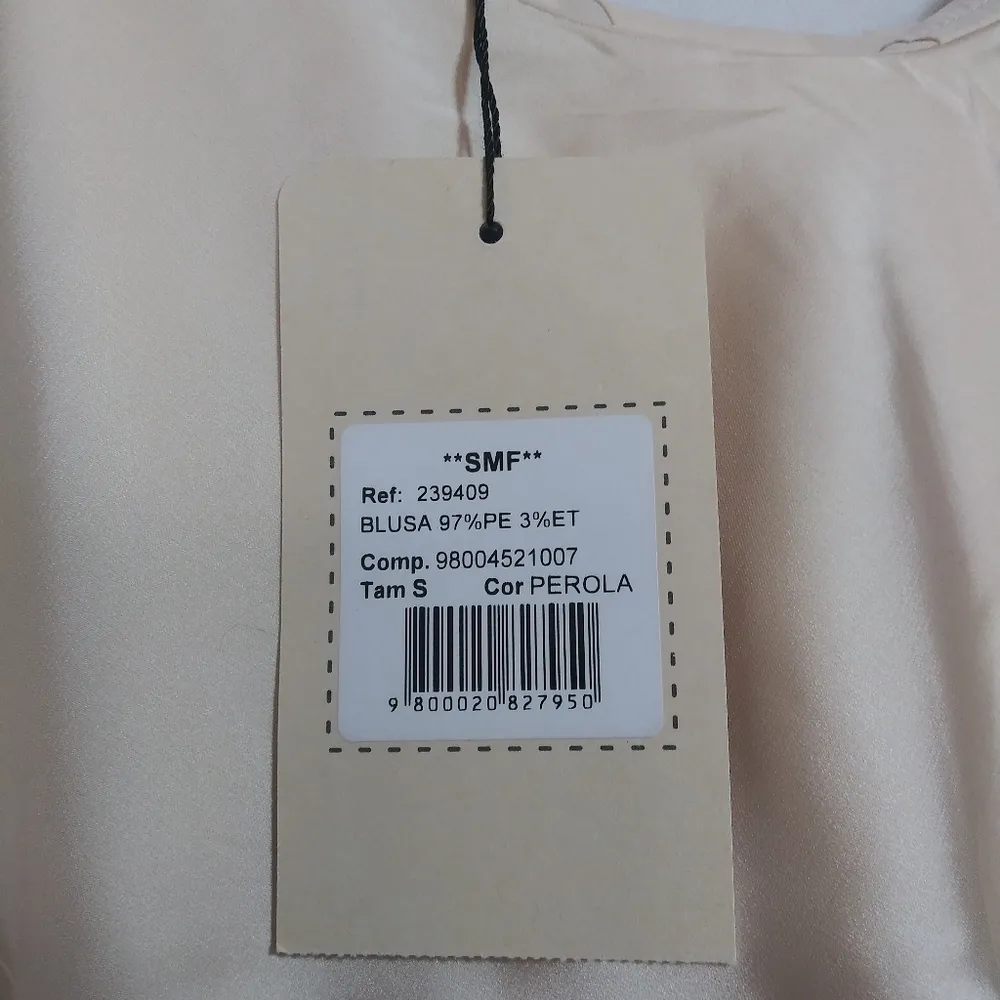 **SMF**
Ref: 239409
BLUSA 97%PE 3%ET
Comp. 98004521007
Tam S Cor PEROLA
9 800020 827950